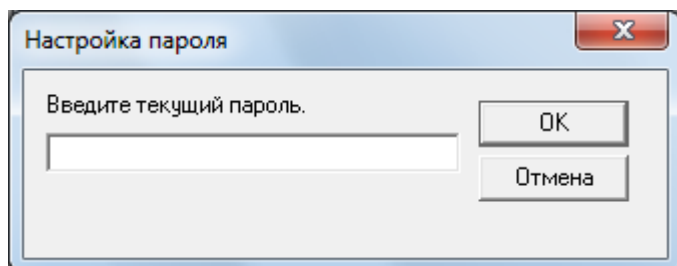 Настройка пароля
Введите текущий пароль.
OK
Отмена